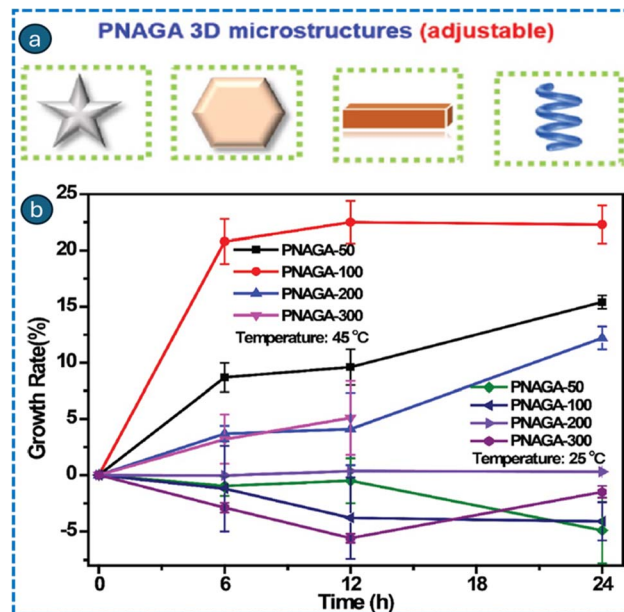 a
PNAGA 3D microstructures (adjustable)
b
25
20
15
10
5
0
-5
Growth Rate(%)
PNAGA-50
PNAGA-100
PNAGA-200
PNAGA-300
Temperature: 45 °C
PNAGA-50
PNAGA-100
PNAGA-200
PNAGA-300
Temperature: 25 °C
0 6 12 18 24
Time (h)